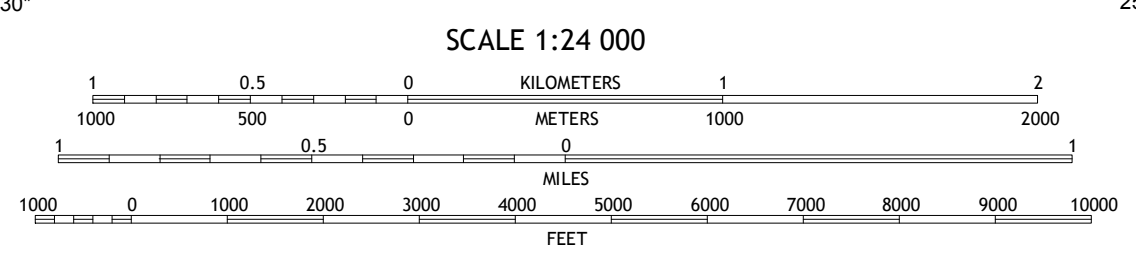 30"
25
SCALE 1:24 000
1 0.5 0 KILOMETERS 1 2
1000 500 0 METERS 1000 2000
1 0.5 0 1
MILES
1000 0 1000 2000 3000 4000 5000 6000 7000 8000 9000 10000
FEET